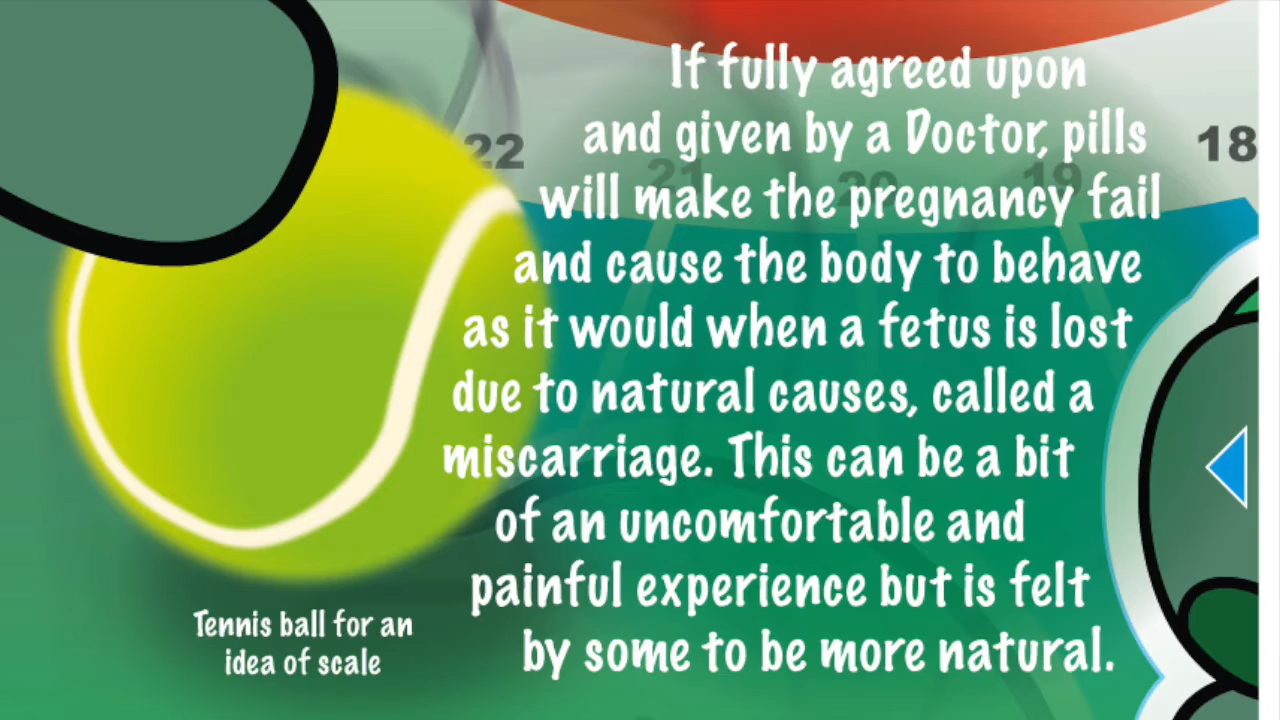 If fully agreed upon
and given by a Doctor, pills
will make the pregnancy fail
and cause the body to behave
as it would when a fetus is lost
due to natural causes, called a
miscarriage. This can be a bit
of an uncomfortable and
painful experience but is felt
by some to be more natural.
22
21
20
19
18
Tennis ball for an
idea of scale